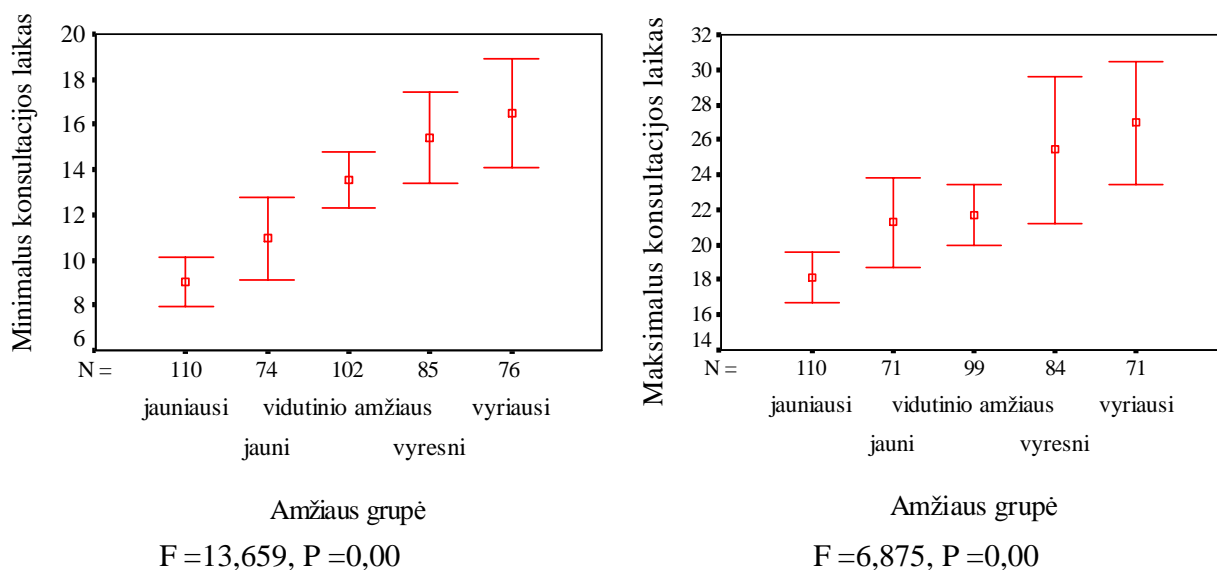 Minimalus konsultacijos laikas
20
18
16
14
12
10
8
6
N = 110 74 102 85 76
jauniausi vidutinio amžiaus vyriausi
jauni vyresni
Amžiaus grupė
F =13,659, P =0,00
Maksimalus konsultacijos laikas
32
30
28
26
24
22
20
18
16
14
N = 110 71 99 84 71
jauniausi vidutinio amžiaus vyriausi
jauni vyresni
Amžiaus grupė
F =6,875, P =0,00